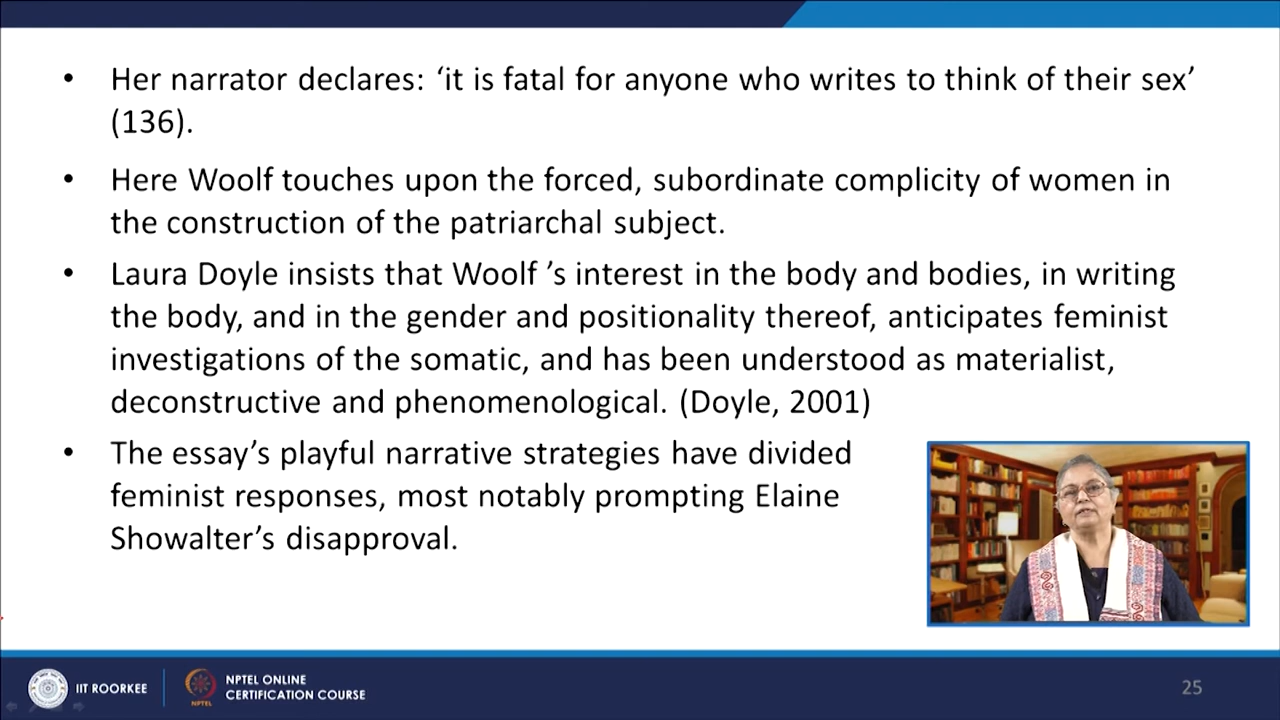 • Her narrator declares: ‘it is fatal for anyone who writes to think of their sex’
(136).
• Here Woolf touches upon the forced, subordinate complicity of women in
the construction of the patriarchal subject.
• Laura Doyle insists that Woolf ’s interest in the body and bodies, in writing
the body, and in the gender and positionality thereof, anticipates feminist
investigations of the somatic, and has been understood as materialist,
deconstructive and phenomenological. (Doyle, 2001)
• The essay’s playful narrative strategies have divided
feminist responses, most notably prompting Elaine
Showalter’s disapproval.
IIT ROORKEE
NPTEL
NPTEL ONLINE
CERTIFICATION COURSE
25